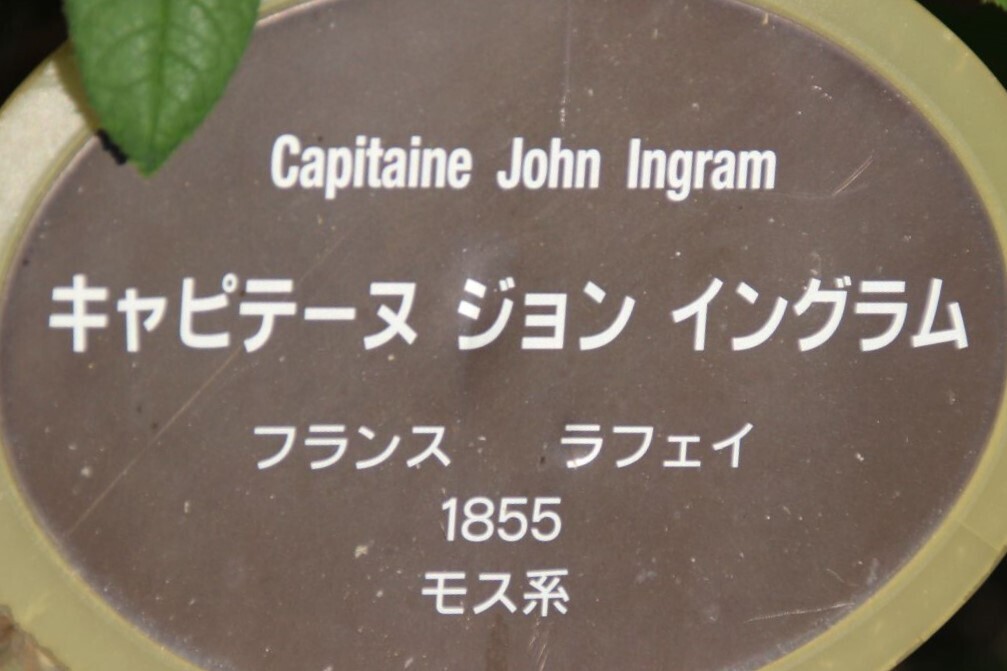 Capitaine John Ingram
キャピテーヌ ジョン イングラム
フランス ラフェイ
1855
モス系